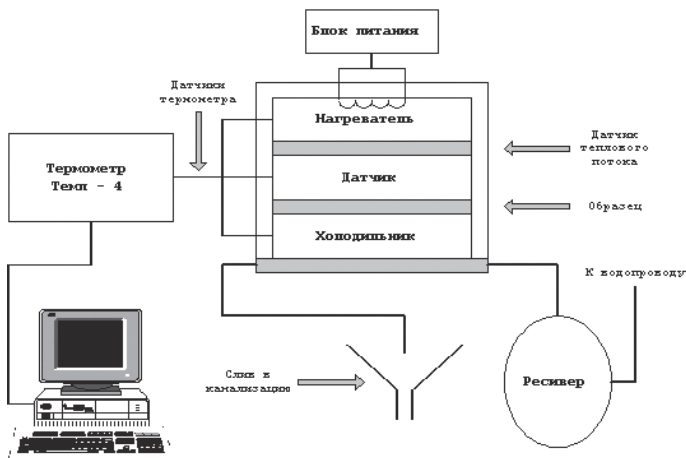 Блок питания
Датчики
термометра
Нагреватель
Датчик
теплового
потока
Термометр
Темп - 4
Датчик
Образец
Холодильник
К водопроводу
Слив в
канализацию
Ресивер